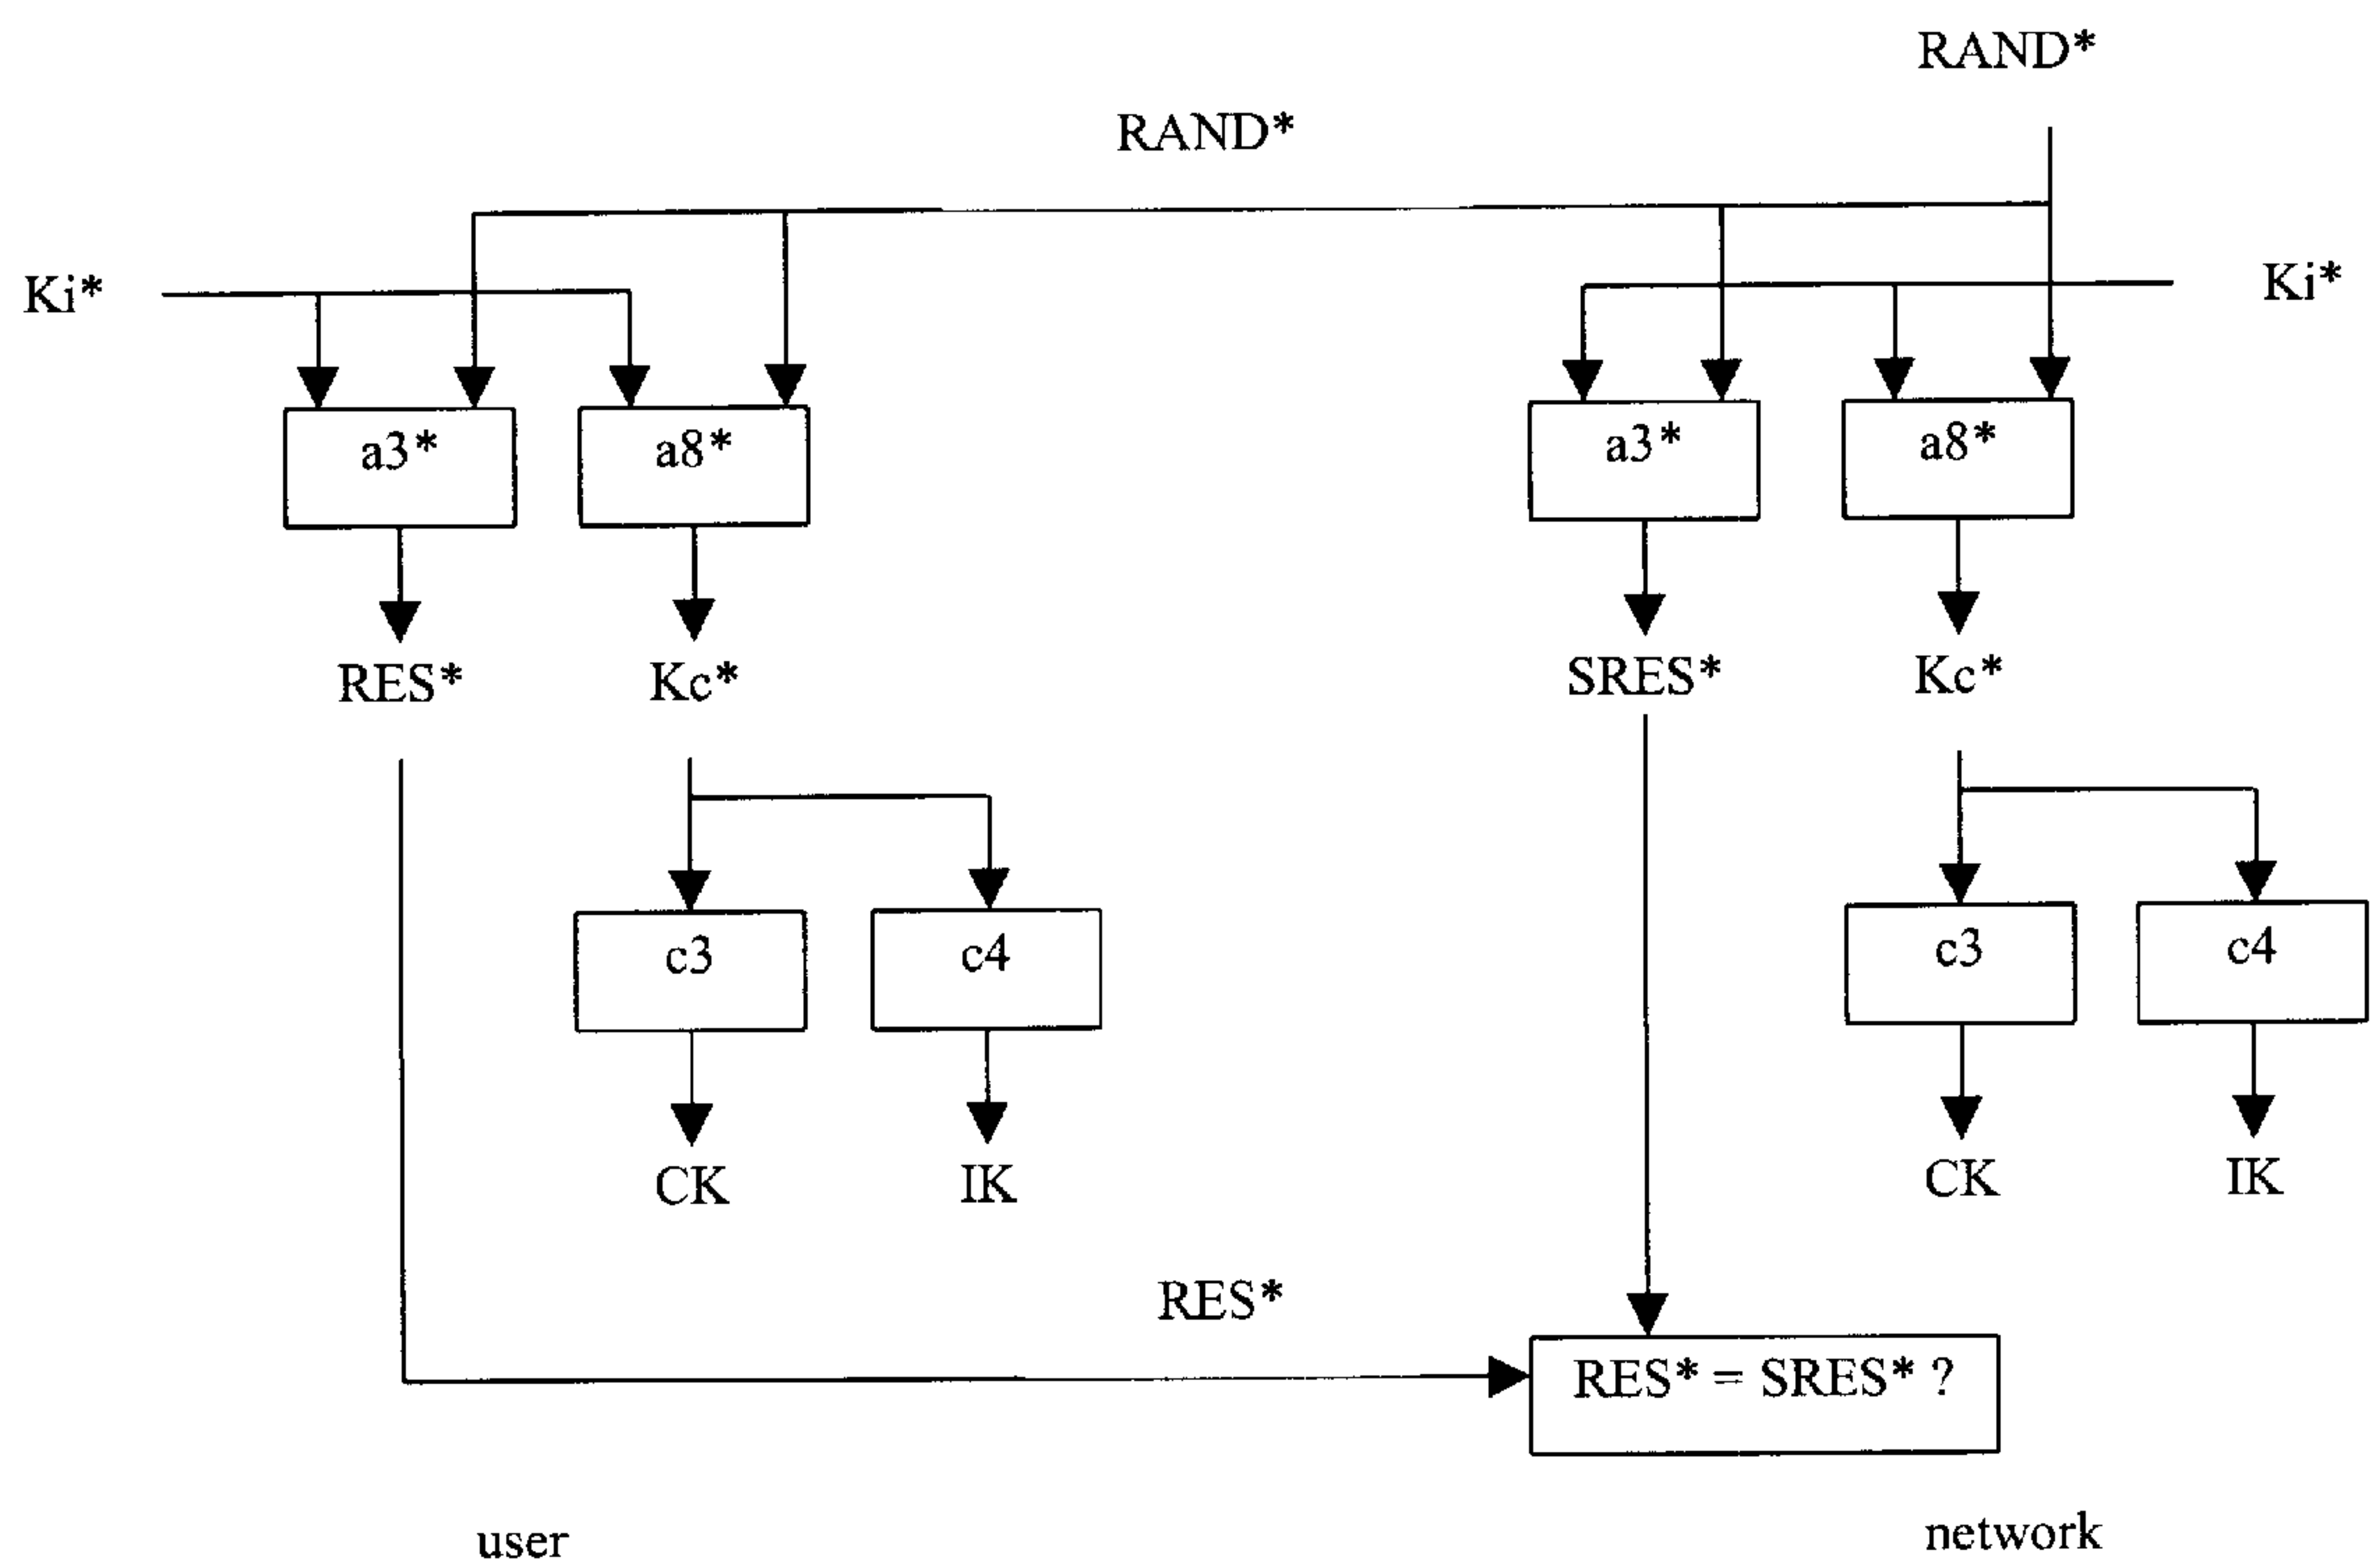 RAND*
RAND*
Ki*
Ki*
a3*
a8*
a3*
a8*
RES*
Kc*
SRES*
Kc*
c3
c4
c3
c4
CK
IK
CK
IK
RES*
RES* = SRES* ?
user
network